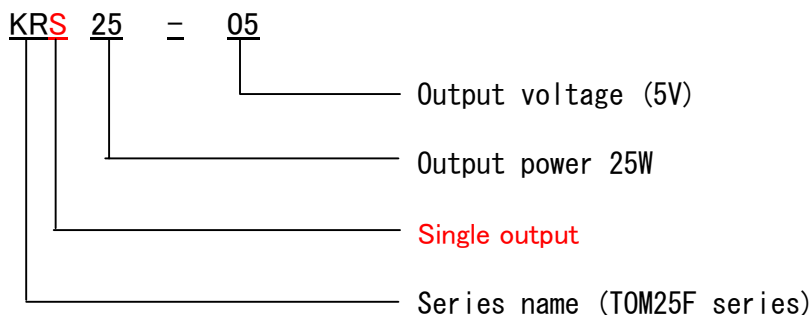 KRS 25 - 05
Output voltage (5V)
Output power 25W
Single output
Series name (TOM25F series)